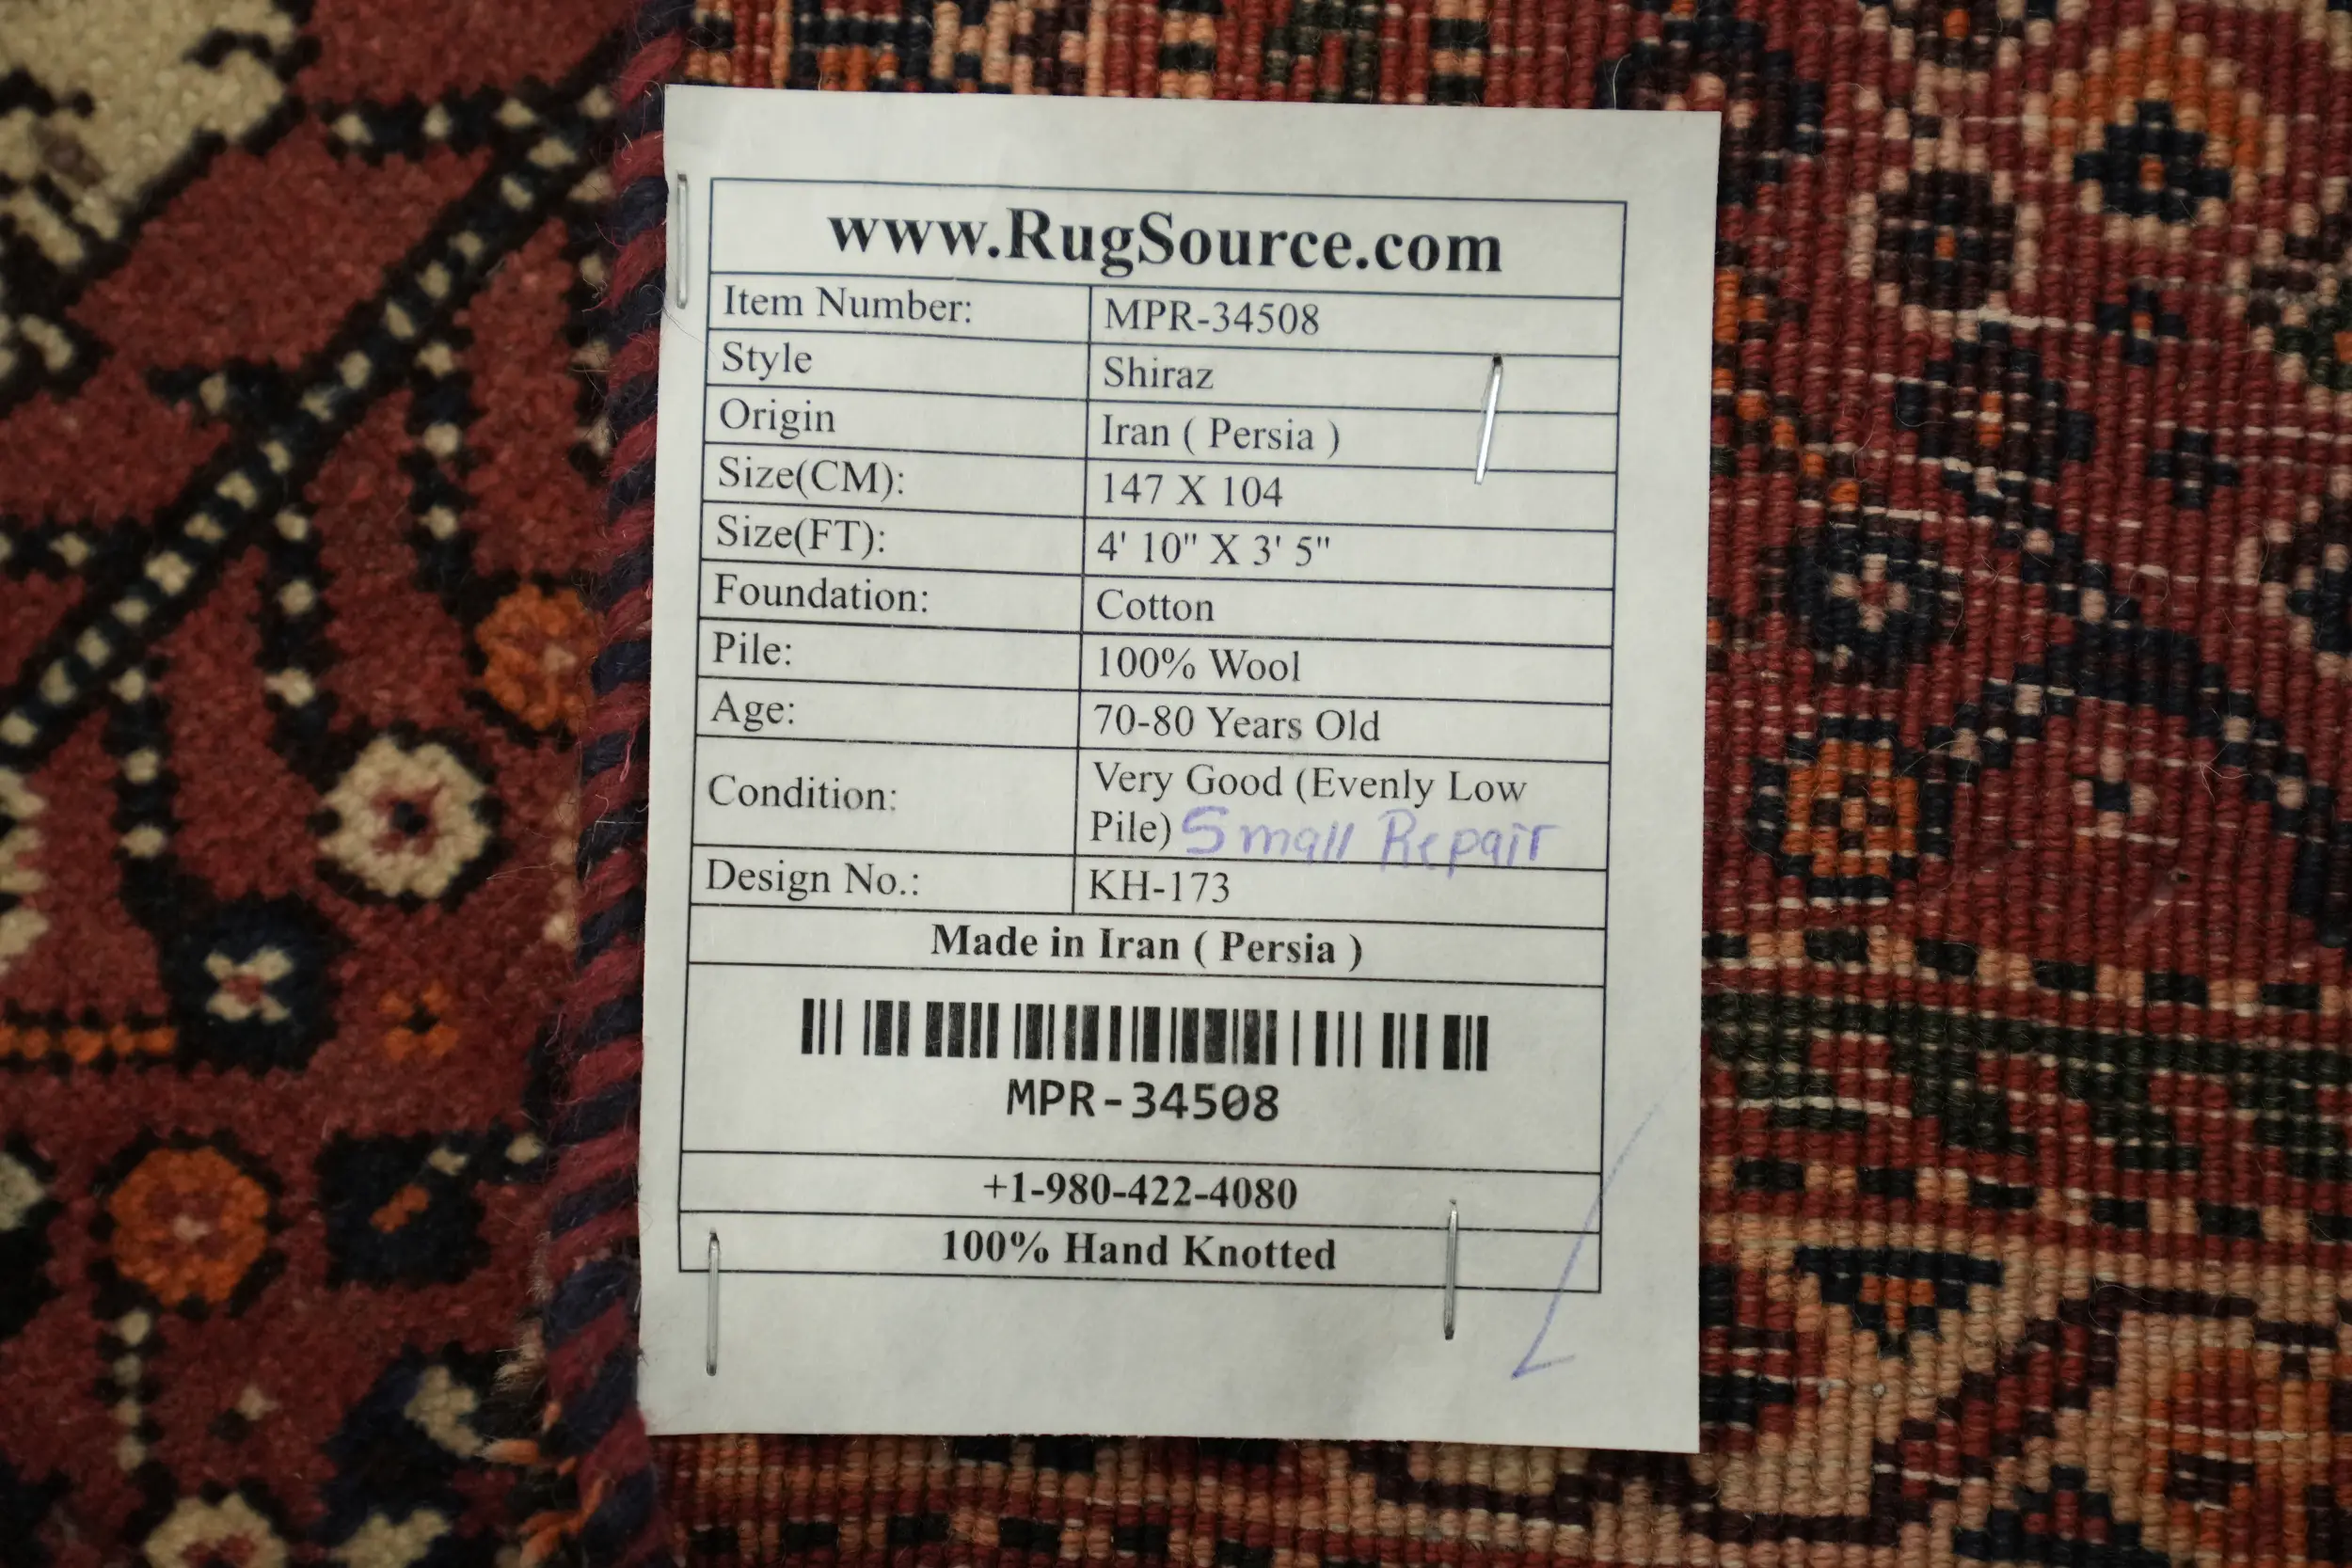 www.RugSource.com
Item Number: MPR-34508
Style Shiraz
Origin Iran ( Persia )
Size(CM): 147 X 104
Size(FT): 4' 10" X 3' 5"
Foundation: Cotton
Pile: 100% Wool
Age: 70-80 Years Old
Condition: Very Good (Evenly Low
Pile) Small Repair
Design No.: KH-173
Made in Iran ( Persia )
MPR-34508
+1-980-422-4080
100% Hand Knotted